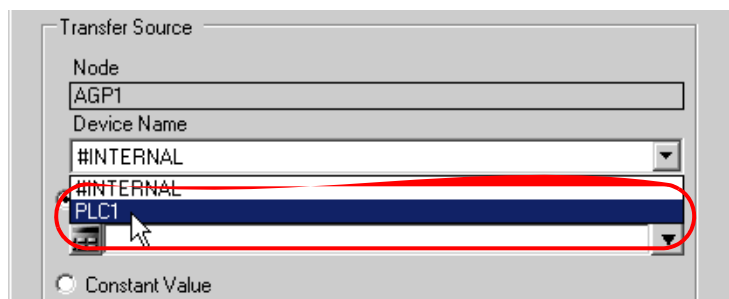 Transfer Source
Node
AGP1
Device Name
#INTERNAL
#INTERNAL
PLC1
Constant Value